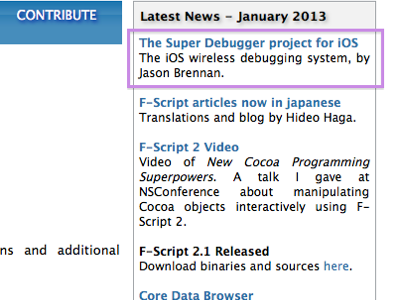 CONTRIBUTE
Latest News - January 2013
The Super Debugger project for iOS
The iOS wireless debugging system, by
Jason Brennan.
F-Script articles now in japanese
Translations and blog by Hideo Haga.
F-Script 2 Video
Video of New Cocoa Programming
Superpowers. A talk I gave at
NSConference about manipulating
Cocoa objects interactively using F-
Script 2.
ns and additional
F-Script 2.1 Released
Download binaries and sources here.
Core Data Browser